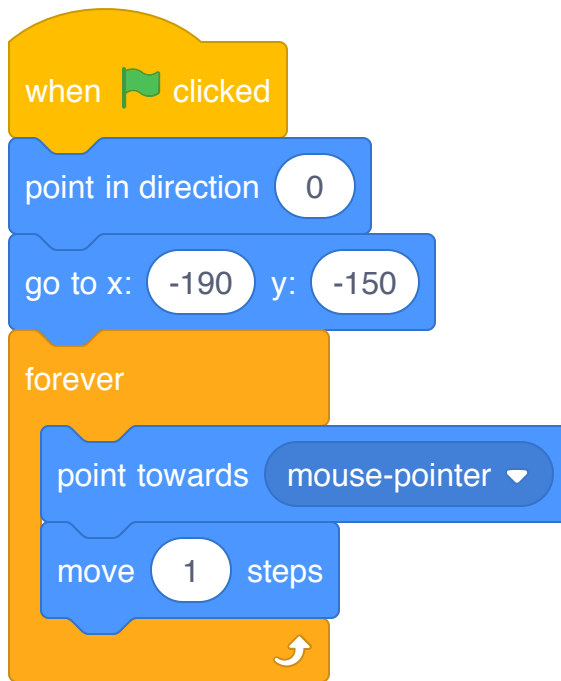 when clicked
point in direction 0
go to x: -190 y: -150
forever
point towards mouse-pointer
move 1 steps